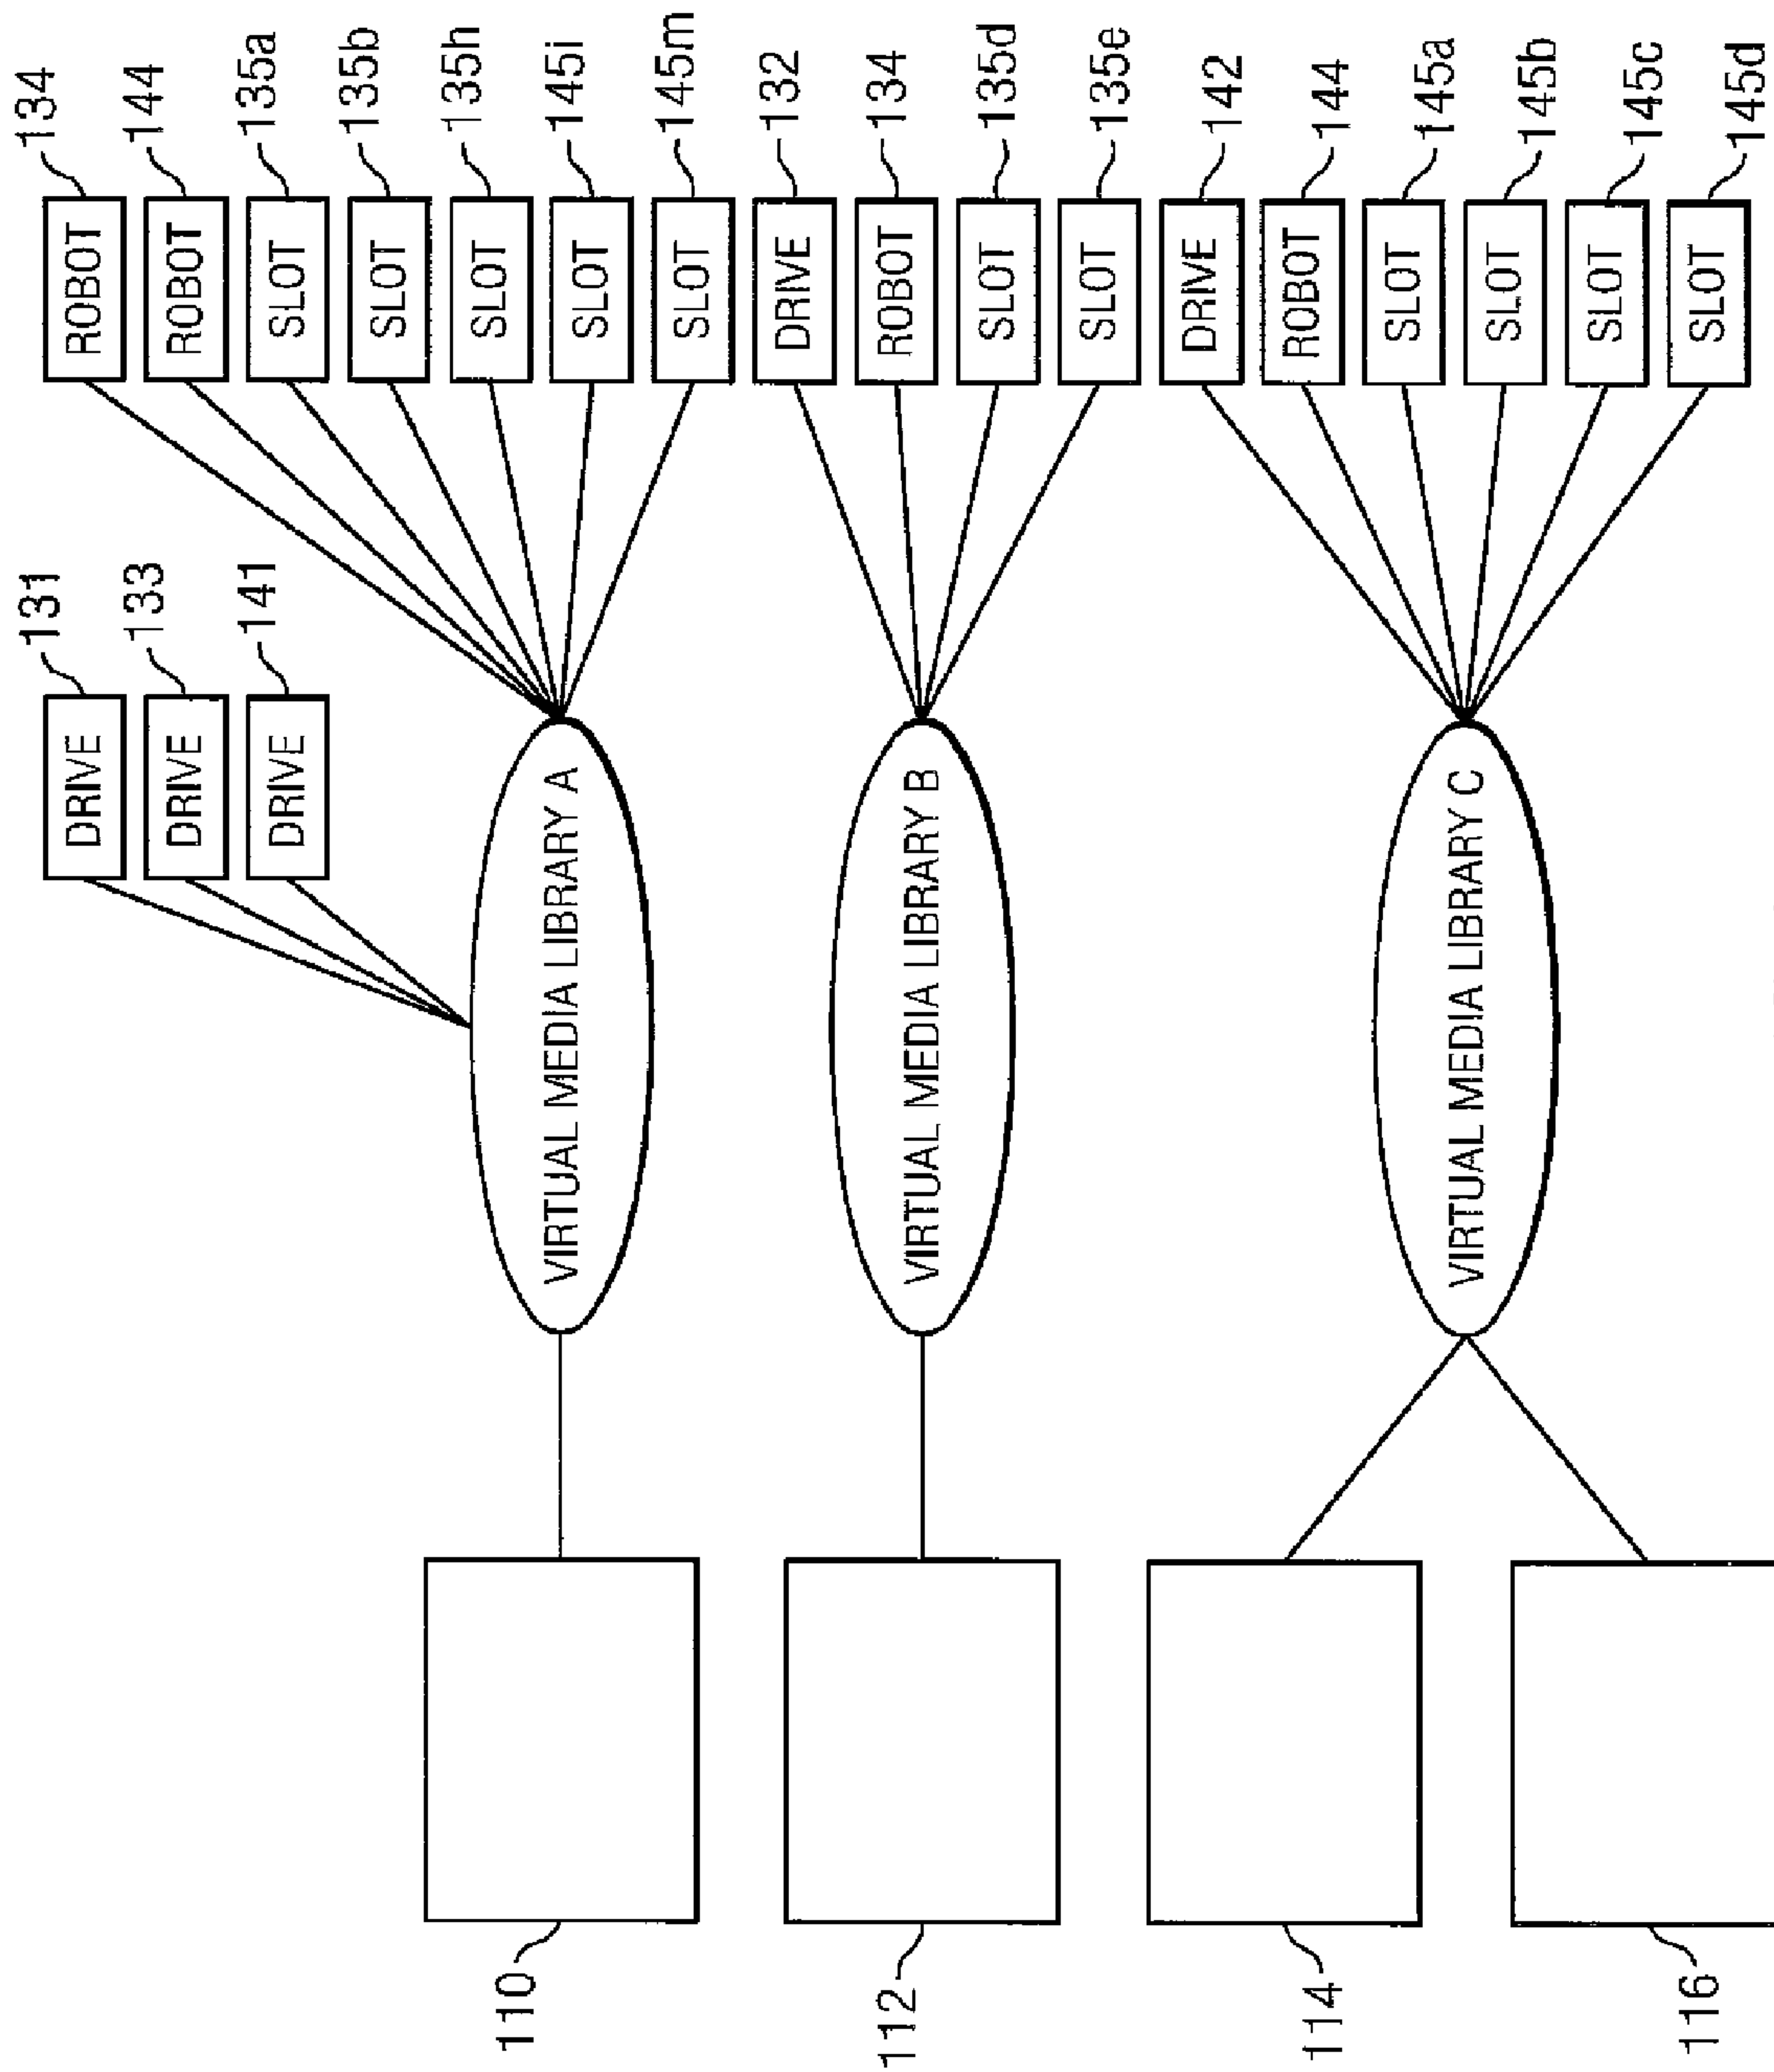 131
DRIVE
133
DRIVE
141
DRIVE
134
ROBOT
144
ROBOT
135a
SLOT
135b
SLOT
135h
SLOT
145i
SLOT
145m
SLOT
110
VIRTUAL MEDIA LIBRARY A
132
DRIVE
134
ROBOT
135d
SLOT
135e
SLOT
112
VIRTUAL MEDIA LIBRARY B
142
DRIVE
144
ROBOT
145a
SLOT
145b
SLOT
145c
SLOT
145d
SLOT
114
VIRTUAL MEDIA LIBRARY C
116